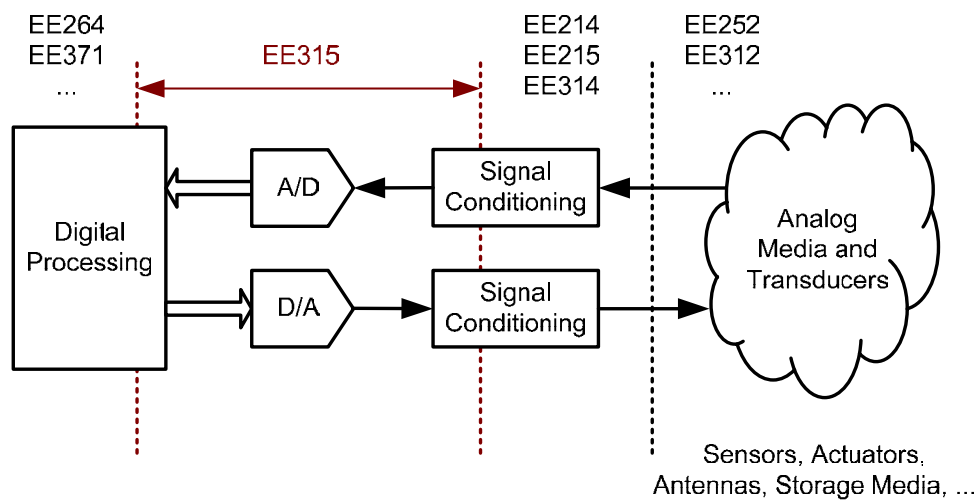 EE264
EE371
...
EE315
EE214
EE215
EE314
EE252
EE312
...
Digital
Processing
A/D
Signal
Conditioning
D/A
Signal
Conditioning
Analog
Media and
Transducers
Sensors, Actuators,
Antennas, Storage Media, ...